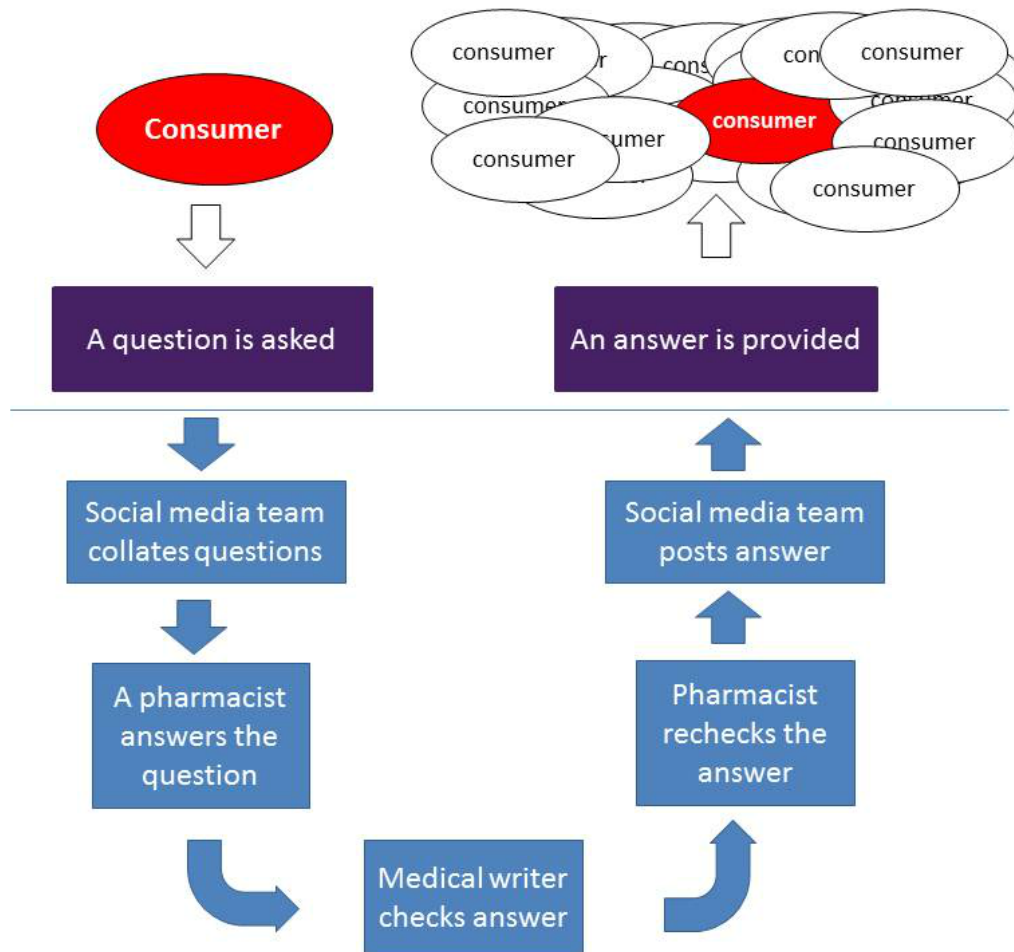 Consumer
A question is asked
Social media team
collates questions
A pharmacist
answers the
question
Medical writer
checks answer
Pharmacist
rechecks the
answer
Social media team
posts answer
An answer is provided
consumer
consumer
consumer
consumer
consumer
consumer
consumer
consumer